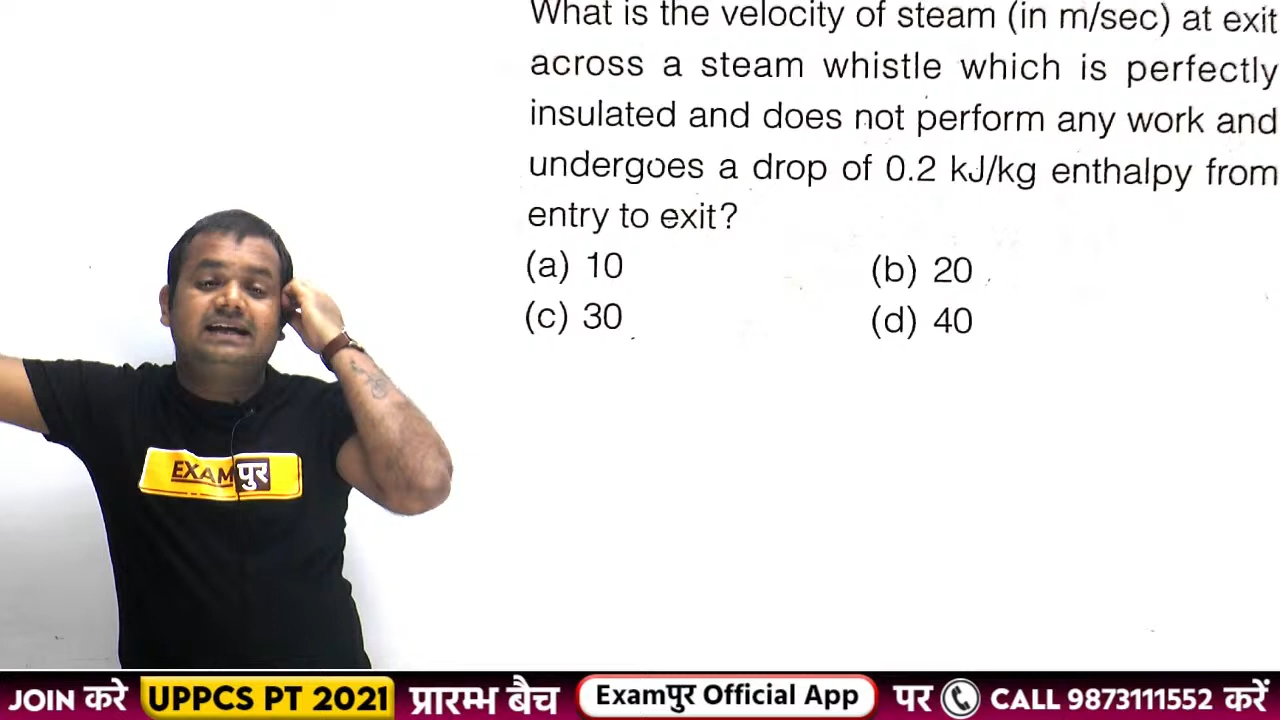 What is the velocity of steam (in m/sec) at exit
across a steam whistle which is perfectly
insulated and does not perform any work and
undergoes a drop of 0.2 kJ/kg enthalpy from
entry to exit?
(a) 10 (b) 20
(c) 30 (d) 40
EXAMपुर
JOIN करे UPPCS PT 2021 प्रारम्भ बैच Examपुर Official App पर CALL 9873111552 करें